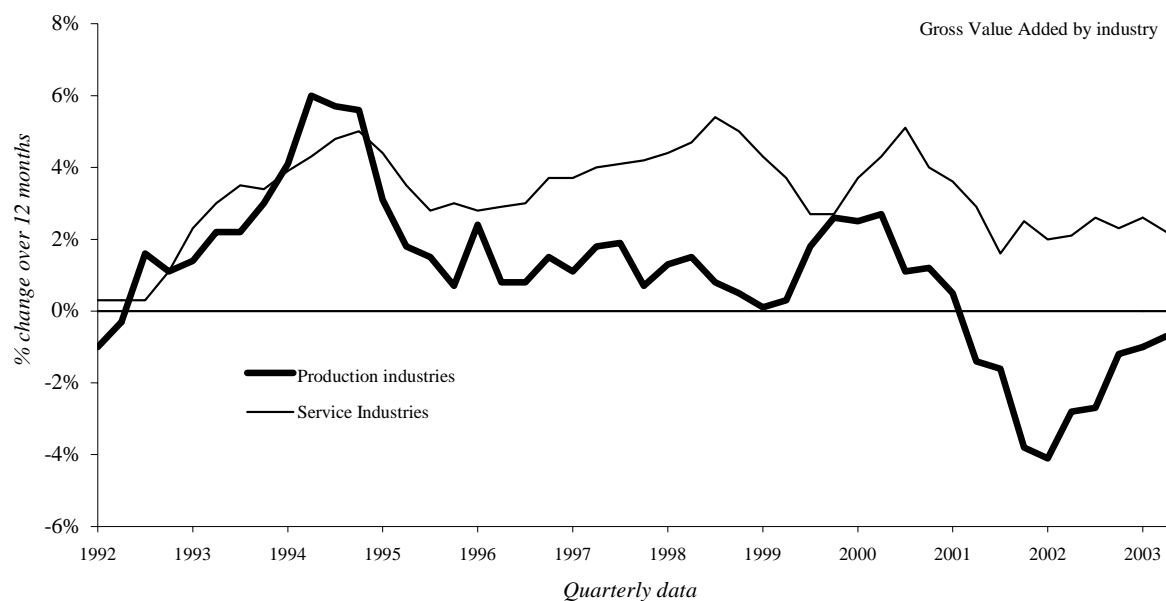 Gross Value Added by industry
8%
6%
4%
2%
0%
-2%
-4%
-6%
% change over 12 months
Production industries
Service Industries
1992 1993 1994 1995 1996 1997 1998 1999 2000 2001 2002 2003
Quarterly data